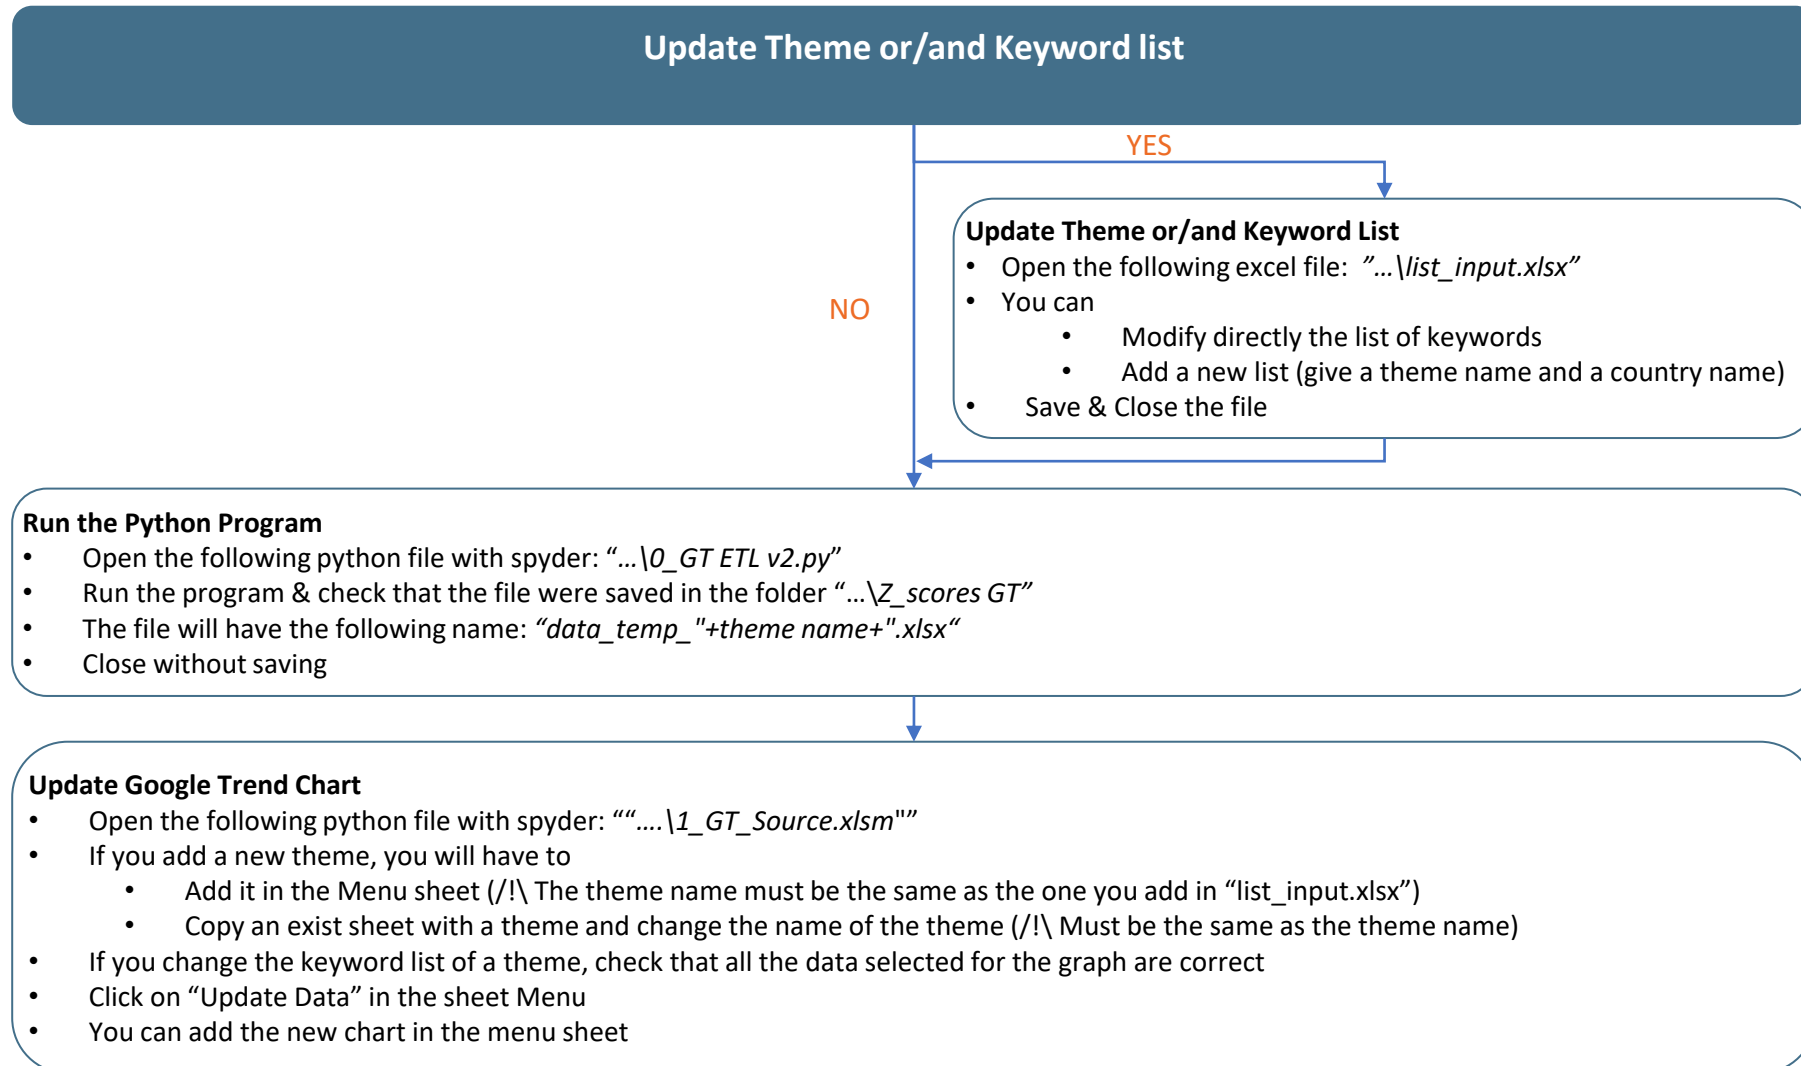 Update Theme or/and Keyword list
YES
Update Theme or/and Keyword List
• Open the following excel file: ”…\list_input.xlsx”
• You can
• Modify directly the list of keywords
• Add a new list (give a theme name and a country name)
• Save & Close the file
NO
Run the Python Program
• Open the following python file with spyder: “…\0_GT ETL v2.py”
• Run the program & check that the file were saved in the folder “…\Z_scores GT”
• The file will have the following name: “data_temp_"+theme name+".xlsx“
• Close without saving
Update Google Trend Chart
• Open the following python file with spyder: ““….\1_GT_Source.xlsm"”
• If you add a new theme, you will have to
• Add it in the Menu sheet (/!\ The theme name must be the same as the one you add in “list_input.xlsx”)
• Copy an exist sheet with a theme and change the name of the theme (/!\ Must be the same as the theme name)
• If you change the keyword list of a theme, check that all the data selected for the graph are correct
• Click on “Update Data” in the sheet Menu
• You can add the new chart in the menu sheet